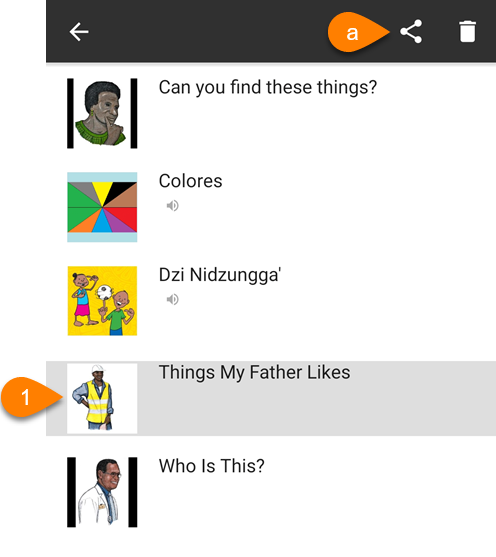 a
Can you find these things?
Colores
Dzi Nidzungga'
Things My Father Likes
1
Who Is This?